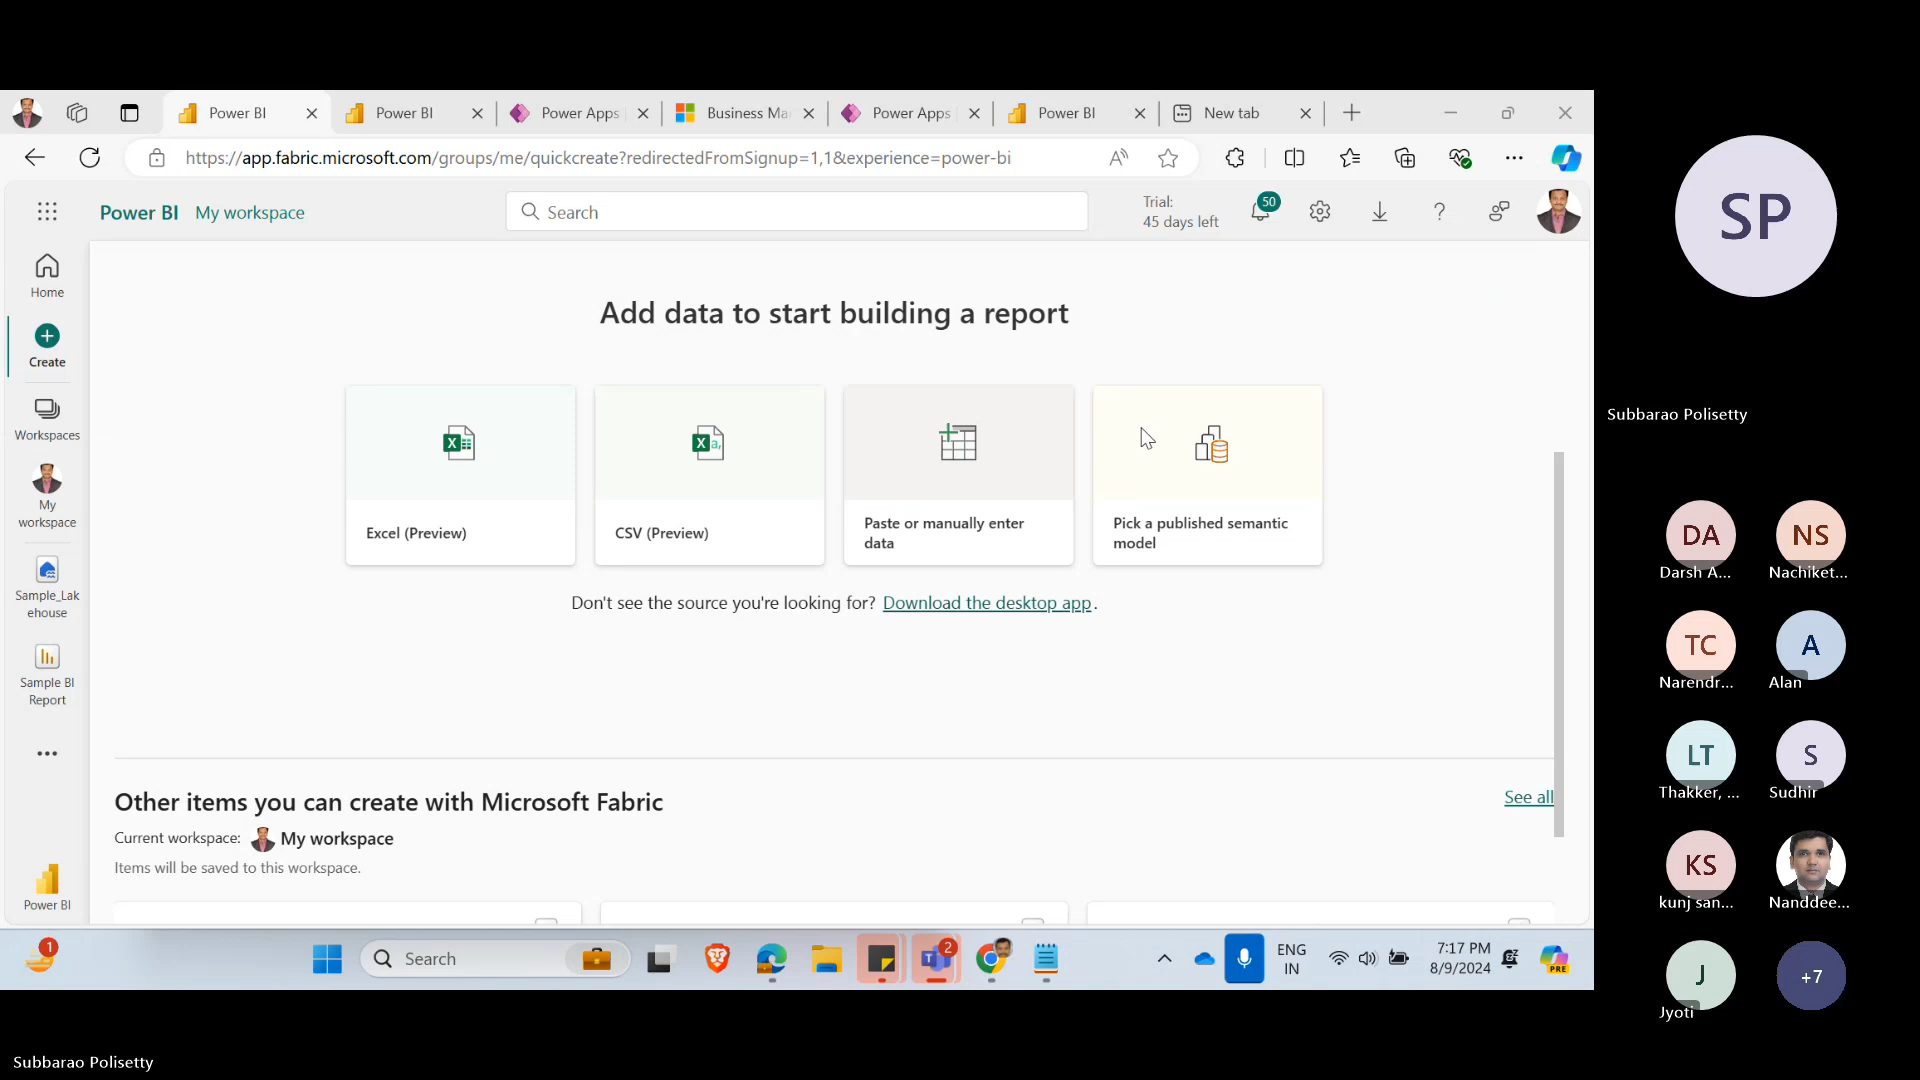 Power BI
Power BI
Power Apps
Business Ma
Power Apps
Power BI
New tab
https://app.fabric.microsoft.com/groups/me/quickcreate?redirectedFromSignup=1,1&experience=power-bi
Power BI My workspace
Search
Trial:
45 days left
50
Home
Create
Workspaces
My
workspace
Sample_Lak
ehouse
Sample BI
Report
Power BI
Add data to start building a report
Excel (Preview)
CSV (Preview)
Paste or manually enter
data
Pick a published semantic
model
Don't see the source you're looking for? Download the desktop app.
Other items you can create with Microsoft Fabric
See all
Current workspace: My workspace
Items will be saved to this workspace.
1
Search
2
ENG
IN
7:17 PM
8/9/2024
PRE
SP
Subbarao Polisetty
DA
Darsh A...
NS
Nachiket...
TC
Narendr...
A
Alan
LT
Thakker, ...
S
Sudhir
KS
kunj san...
Nanddee...
J
Jyoti
+7
Subbarao Polisetty